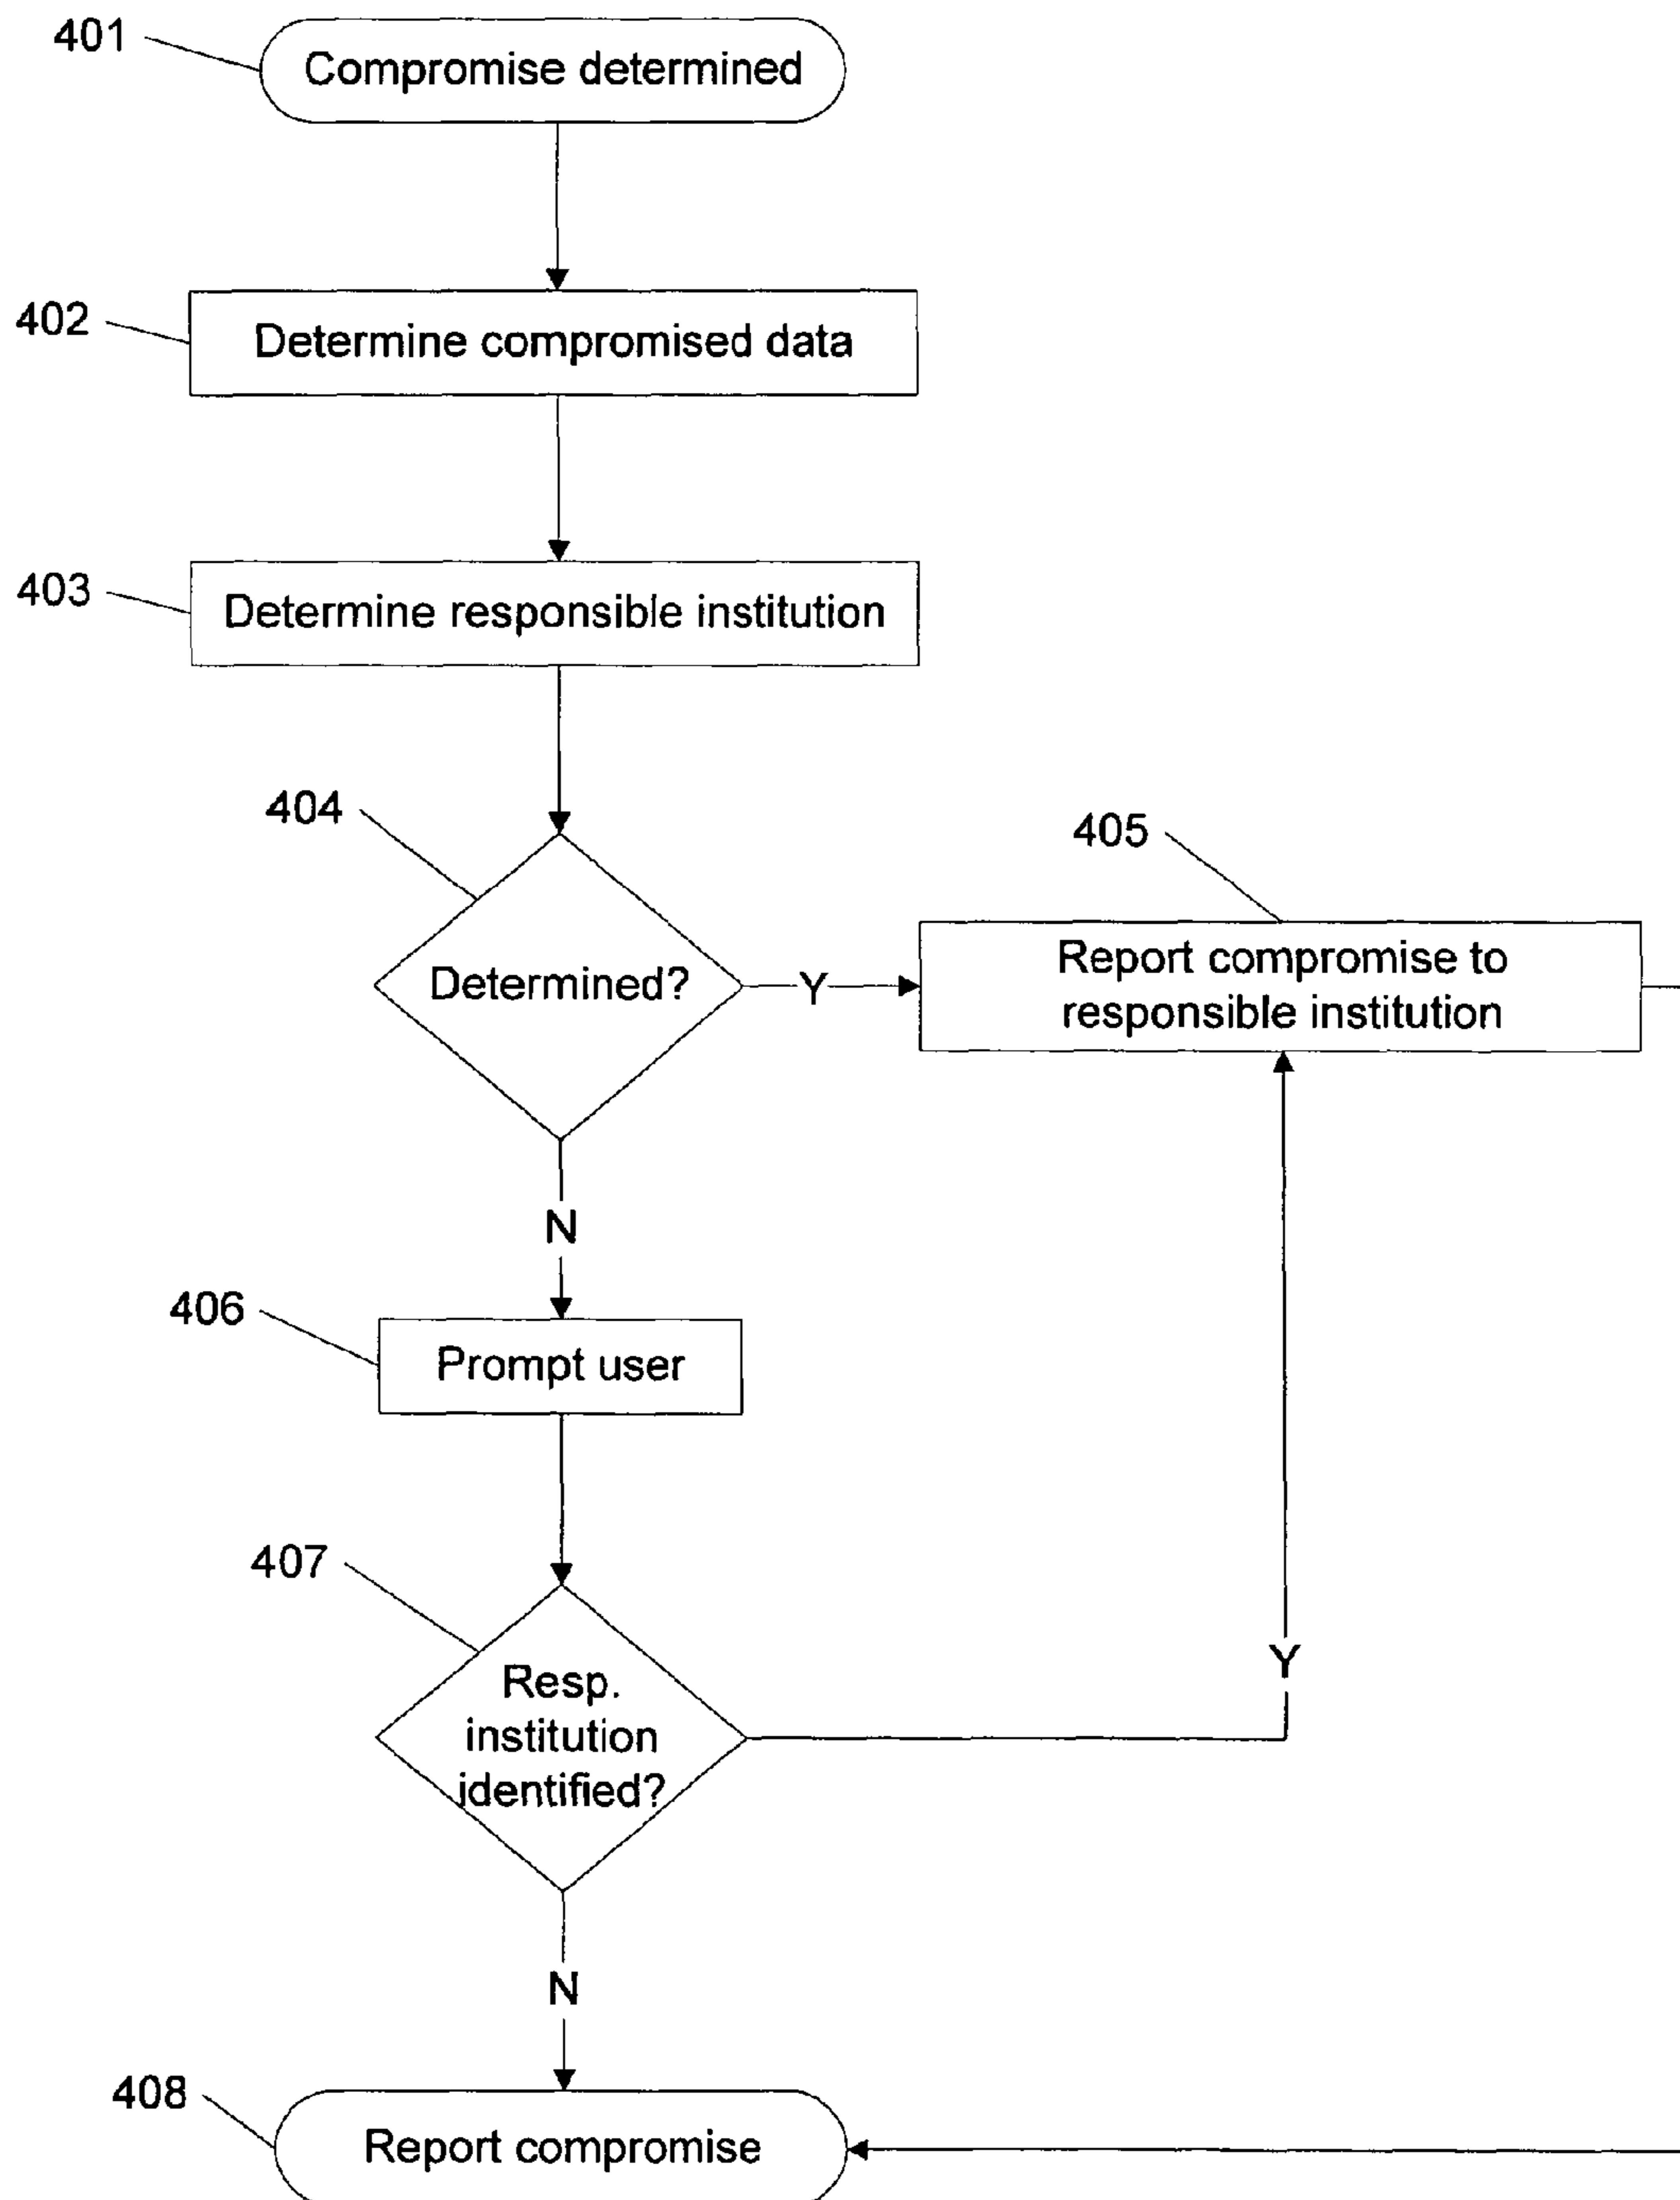 401
Compromise determined
402
Determine compromised data
403
Determine responsible institution
404
Determined?
Y
405
Report compromise to
responsible institution
N
406
Prompt user
407
Resp.
institution
identified?
Y
N
408
Report compromise